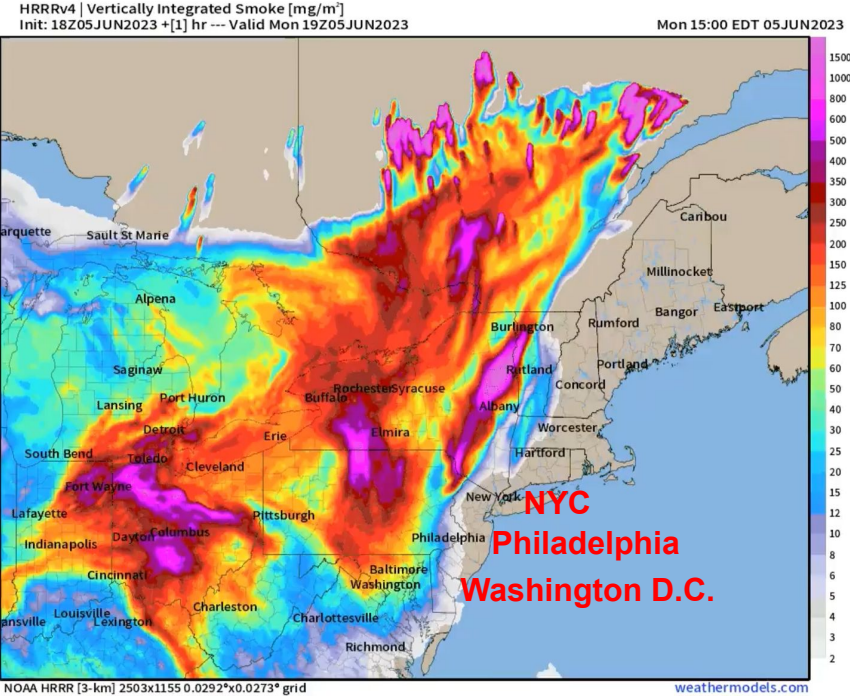 HRRRv4 | Vertically Integrated Smoke [mg/m²]
Init: 18Z05JUN2023 +[1] hr --- Valid Mon 19Z05JUN2023
Mon 15:00 EDT 05JUN2023
1500
1000
800
600
500
400
350
300
250
200
150
125
100
80
70
60
50
40
30
25
20
15
12
10
8
6
5
4
3
2
Caribou
arquette
Sault St Marie
Millinocket
Alpena
Bangor
Eastport
Burlington
Rumford
Saginaw
Rutland
Portland
Concord
Port Huron
Rochester
Syracuse
Buffalo
Lansing
Albany
Detroit
Erie
Elmira
Worcester
South Bend
Toledo
Cleveland
Hartford
Fort Wayne
New York
NYC
Lafayette
Pittsburgh
Dayton
Columbus
Philadelphia
Philadelphia
Indianapolis
Cincinnati
Baltimore
Washington
Washington D.C.
Charleston
Louisville
ansville
Lexington
Charlottesville
Richmond
NOAA HRRR [3-km] 2503x1155 0.0292°x0.0273° grid
weathermodels.com